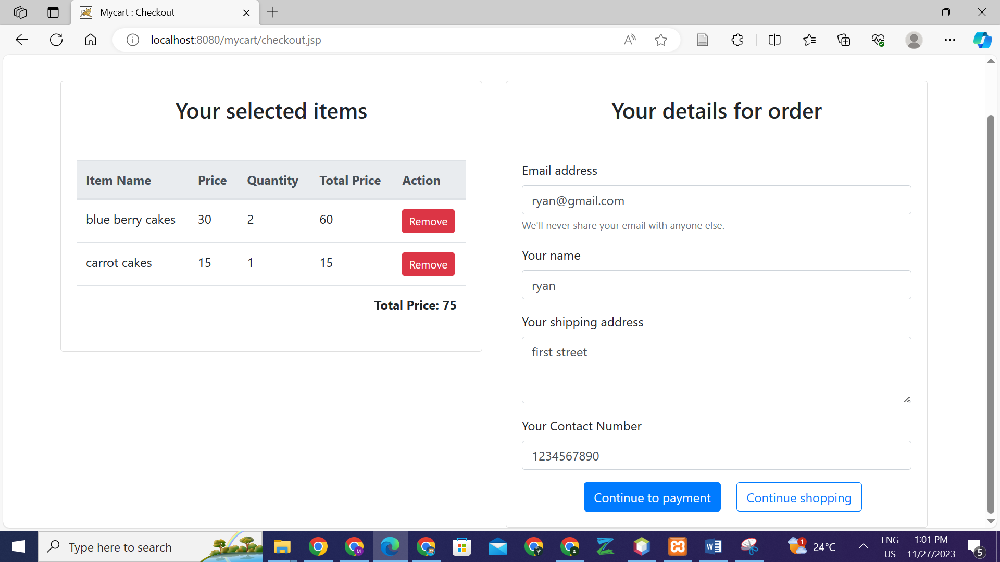 Mycart : Checkout
localhost:8080/mycart/checkout.jsp
Your selected items
Item Name Price Quantity Total Price Action
blue berry cakes 30 2 60 Remove
carrot cakes 15 1 15 Remove
Total Price: 75
Your details for order
Email address
ryan@gmail.com
We'll never share your email with anyone else.
Your name
ryan
Your shipping address
first street
Your Contact Number
1234567890
Continue to payment Continue shopping
Type here to search
M
1
24°C
ENG
US
1:01 PM
11/27/2023
5